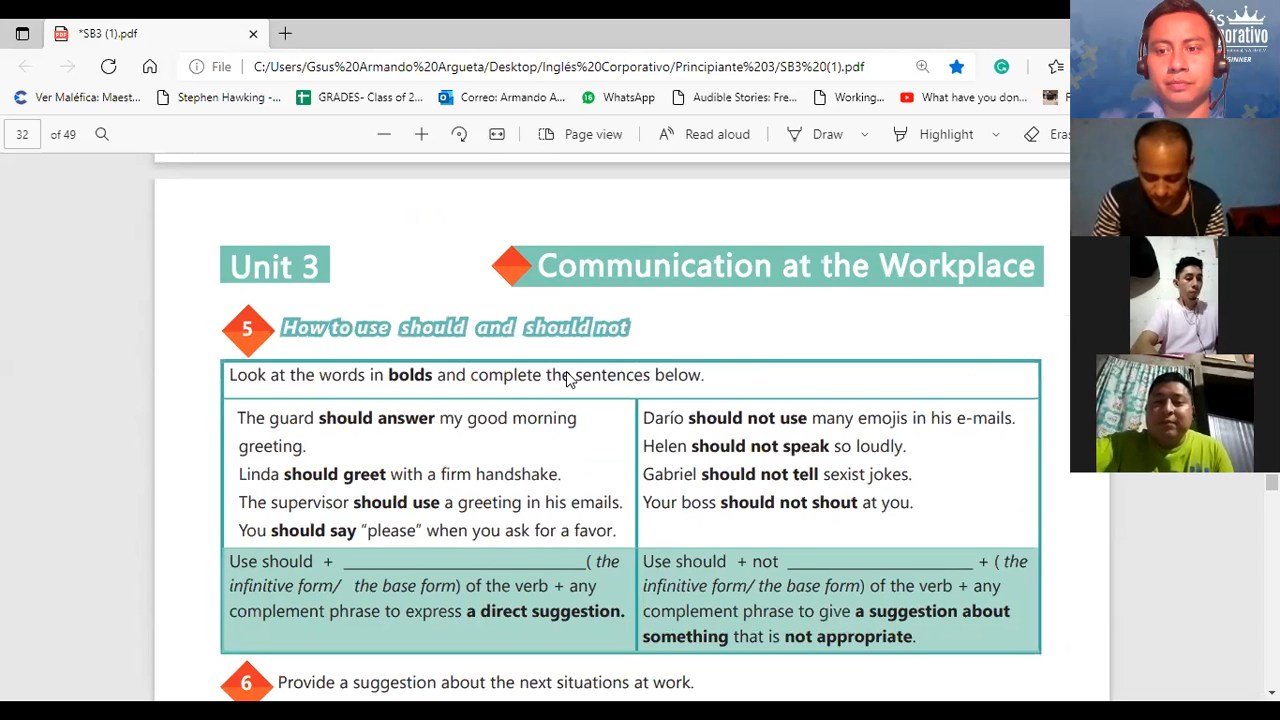 *SB3 (1).pdf
File
C:/Users/Gsus%20Armando%20Argueta/Desktop/Inglés%20Corporativo/Principiante%203/SB3%20(1).pdf
Ver Maléfica: Maest...
Stephen Hawking -...
GRADES- Class of 2...
Correo: Armando A...
WhatsApp
Audible Stories: Fre...
Working...
What have you don...
32 of 49
Page view
Read aloud
Draw
Highlight
Eras
Unit 3
Communication at the Workplace
5
How to use should and should not
Look at the words in bolds and complete the sentences below.
The guard should answer my good morning
greeting.
Linda should greet with a firm handshake.
The supervisor should use a greeting in his emails.
You should say “please” when you ask for a favor.
Darío should not use many emojis in his e-mails.
Helen should not speak so loudly.
Gabriel should not tell sexist jokes.
Your boss should not shout at you.
Use should + __________________________( the
infinitive form/ the base form) of the verb + any
complement phrase to express a direct suggestion.
Use should + not ____________________ + ( the
infinitive form/ the base form) of the verb + any
complement phrase to give a suggestion about
something that is not appropriate.
6
Provide a suggestion about the next situations at work.